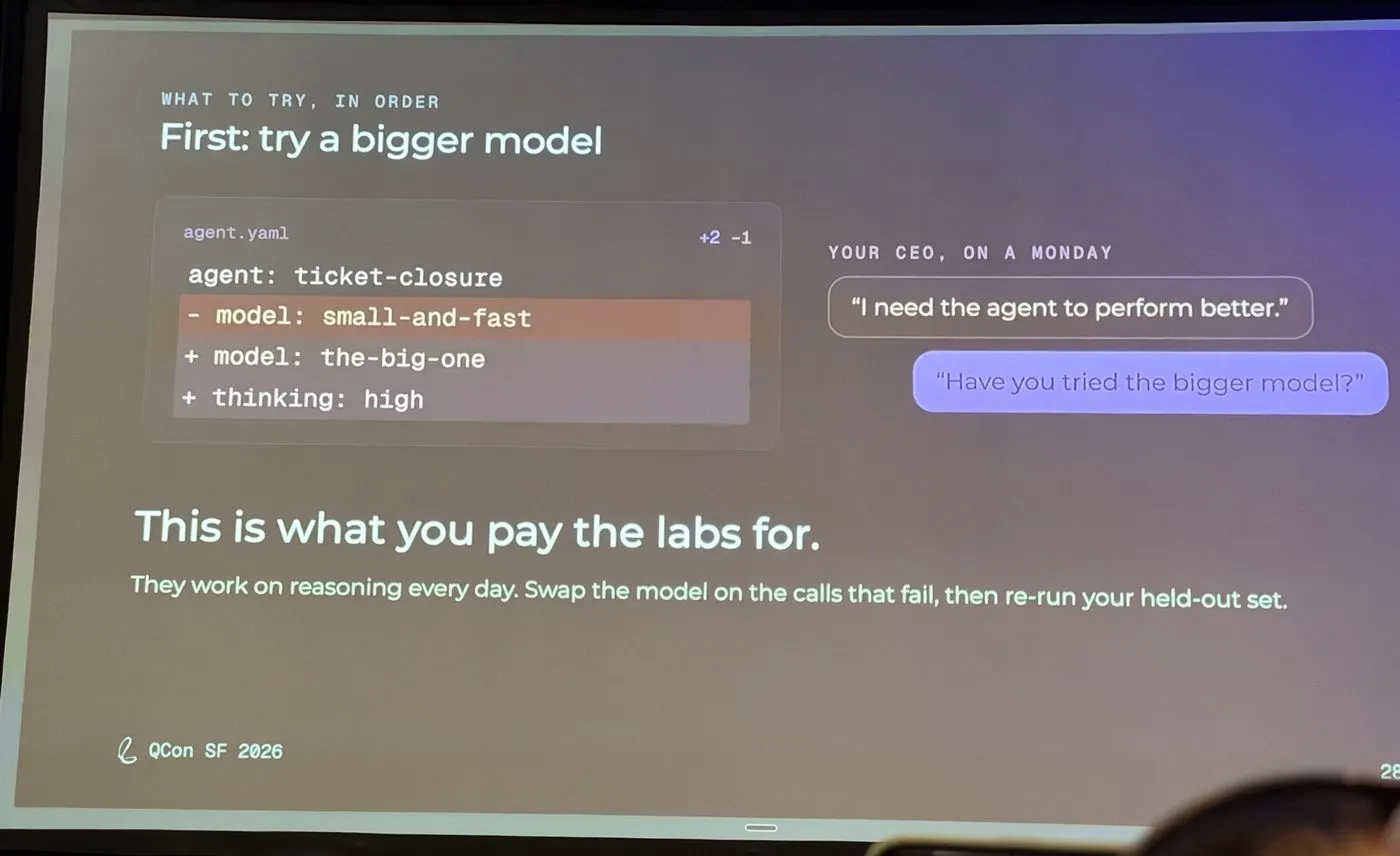 WHAT TO TRY, IN ORDER
First: try a bigger model
agent.yaml
+2 -1
agent: ticket-closure
- model: small-and-fast
+ model: the-big-one
+ thinking: high
YOUR CEO, ON A MONDAY
“I need the agent to perform better.”
“Have you tried the bigger model?”
This is what you pay the labs for.
They work on reasoning every day. Swap the model on the calls that fail, then re-run your held-out set.
QCon SF 2026
28